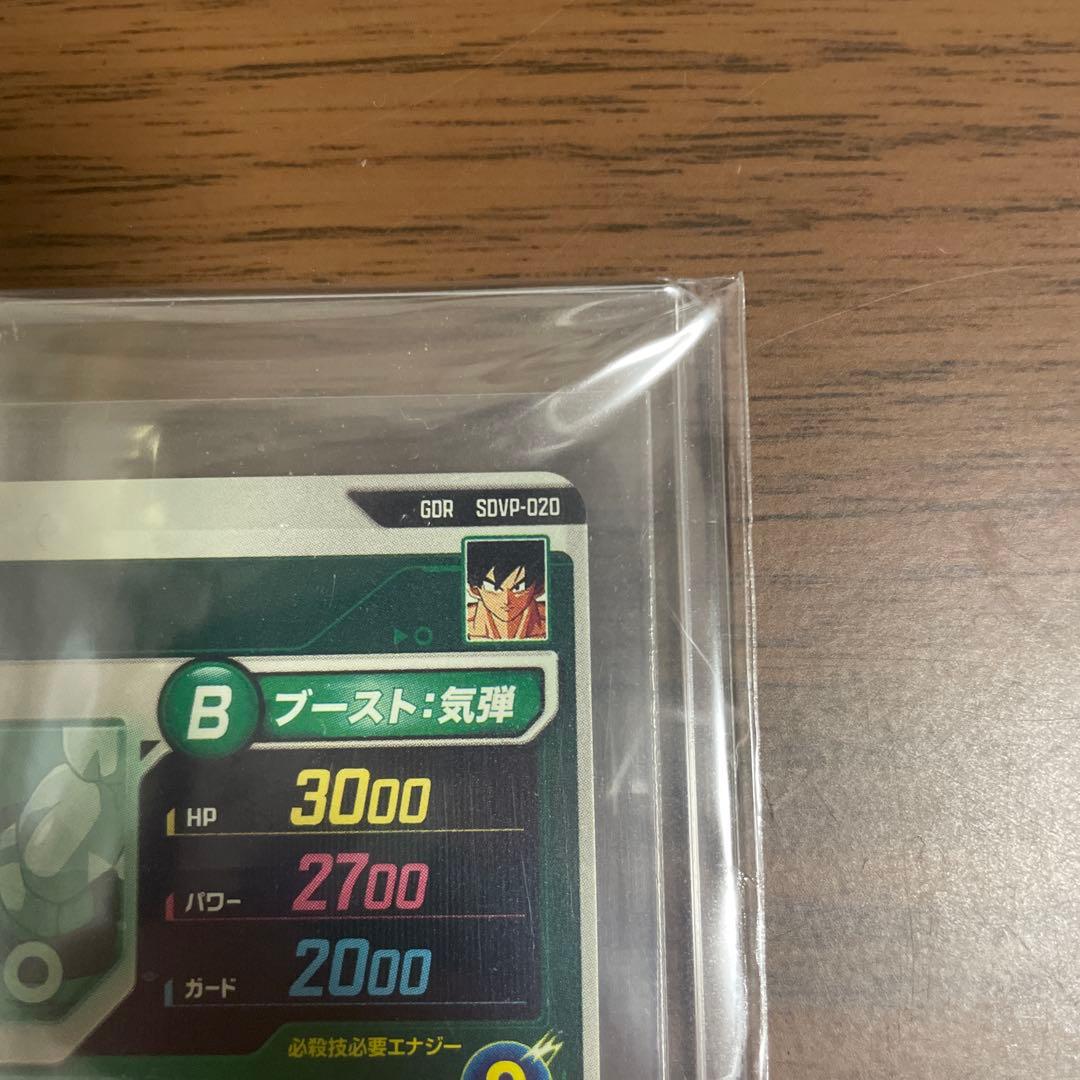 GDR SDVP-020
B ブースト:気弾
HP 3000
パワー 2700
ガード 2000
必殺技必要エナジー